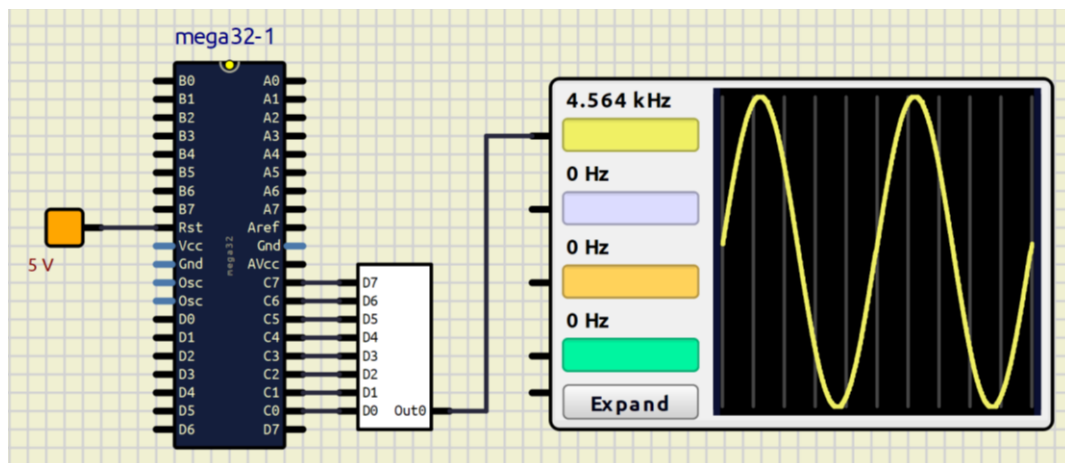 mega32-1
B0 A0
B1 A1
B2 A2
B3 A3
B4 A4
B5 A5
B6 A6
B7 A7
Rst Aref
Vcc Gnd
Gnd AVcc
Osc C7
Osc C6
D0 C5
D1 C4
D2 C3
D3 C2
D4 C1
D5 C0
D6 D7
mega32
5 V
D7
D6
D5
D4
D3
D2
D1
D0 Out0
4.564 kHz
0 Hz
0 Hz
0 Hz
Expand